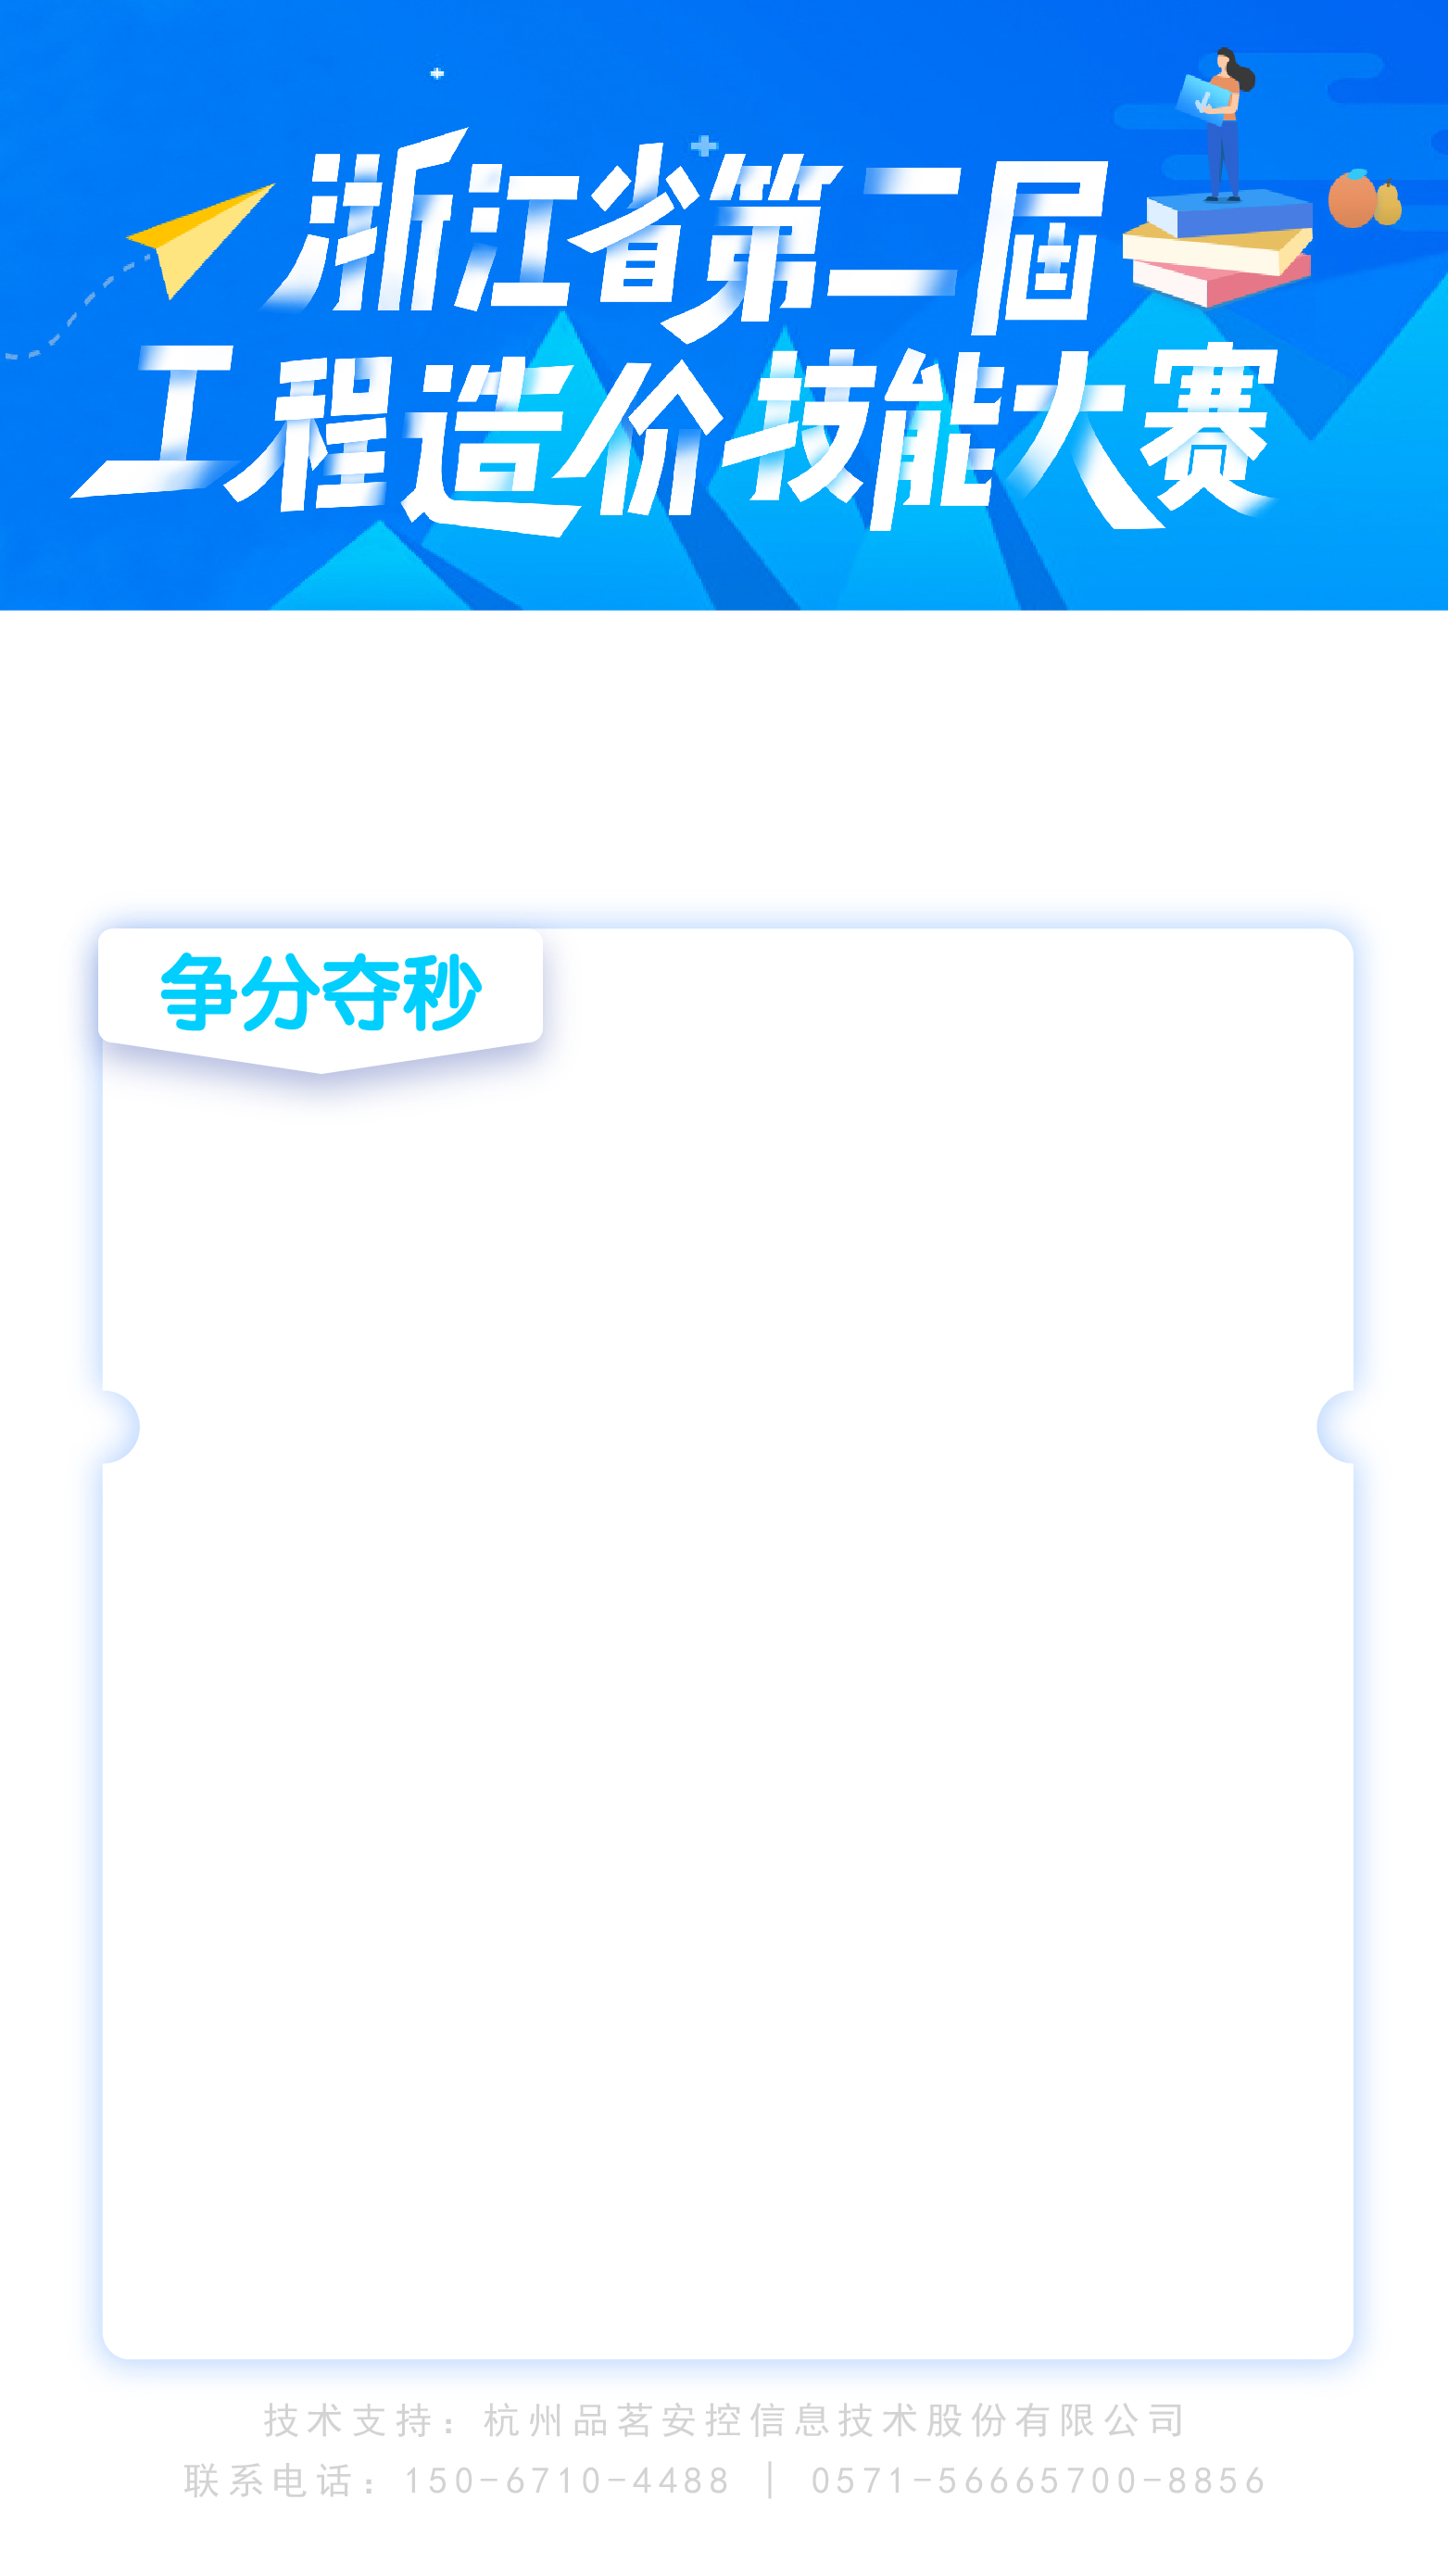 浙江省第二届
工程造价技能大赛
争分夺秒
技术支持：杭州品茗安控信息技术股份有限公司
联系电话：150-6710-4488 | 0571-56665700-8856